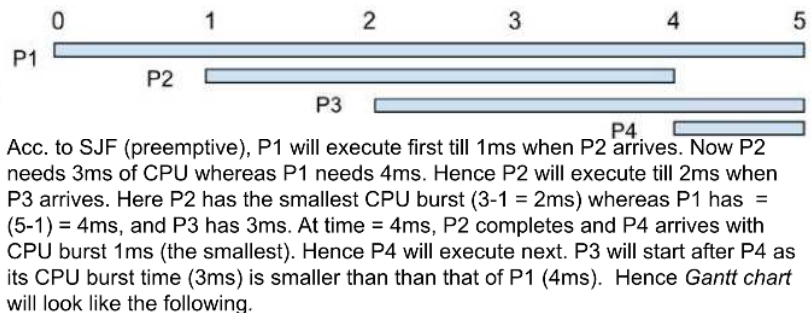 0 1 2 3 4 5
P1
P2
P3
P4
Acc. to SJF (preemptive), P1 will execute first till 1ms when P2 arrives. Now P2
needs 3ms of CPU whereas P1 needs 4ms. Hence P2 will execute till 2ms when
P3 arrives. Here P2 has the smallest CPU burst (3-1 = 2ms) whereas P1 has =
(5-1) = 4ms, and P3 has 3ms. At time = 4ms, P2 completes and P4 arrives with
CPU burst 1ms (the smallest). Hence P4 will execute next. P3 will start after P4 as
its CPU burst time (3ms) is smaller than than that of P1 (4ms). Hence Gantt chart
will look like the following.